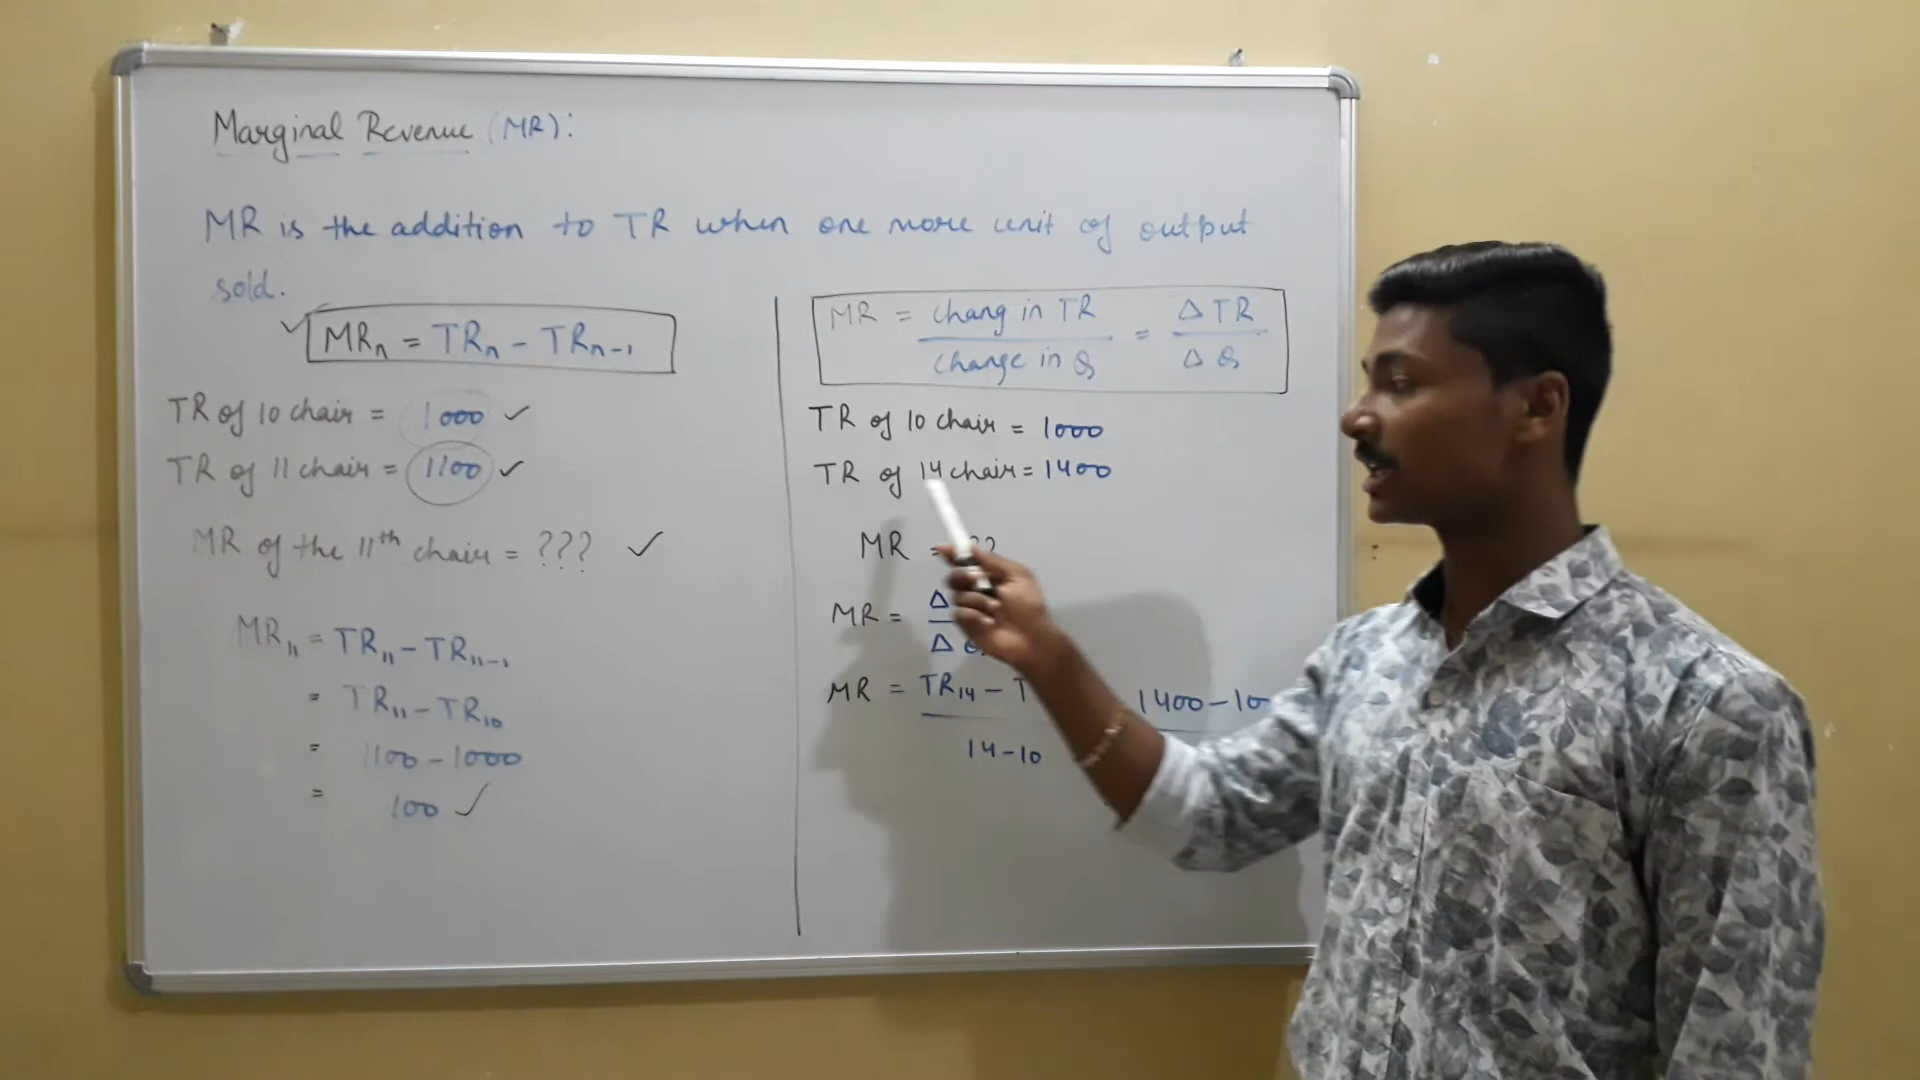 Marginal Revenue (MR):
MR is the addition to TR when one more unit of output
sold.
MRn = TRn - TRn-1
TR of 10 chair = 1000 ✓
TR of 11 chair = 1100 ✓
MR of the 11th chair = ??? ✓
MR11 = TR11 - TR11-1
= TR11 - TR10
= 1100 - 1000
= 100 ✓
MR = chang in TR / change in Q = Δ TR / Δ Q
TR of 10 chair = 1000
TR of 14 chair = 1400
MR = ??
MR = Δ / Δ
MR = TR14 - T 1400 - 10
14 - 10